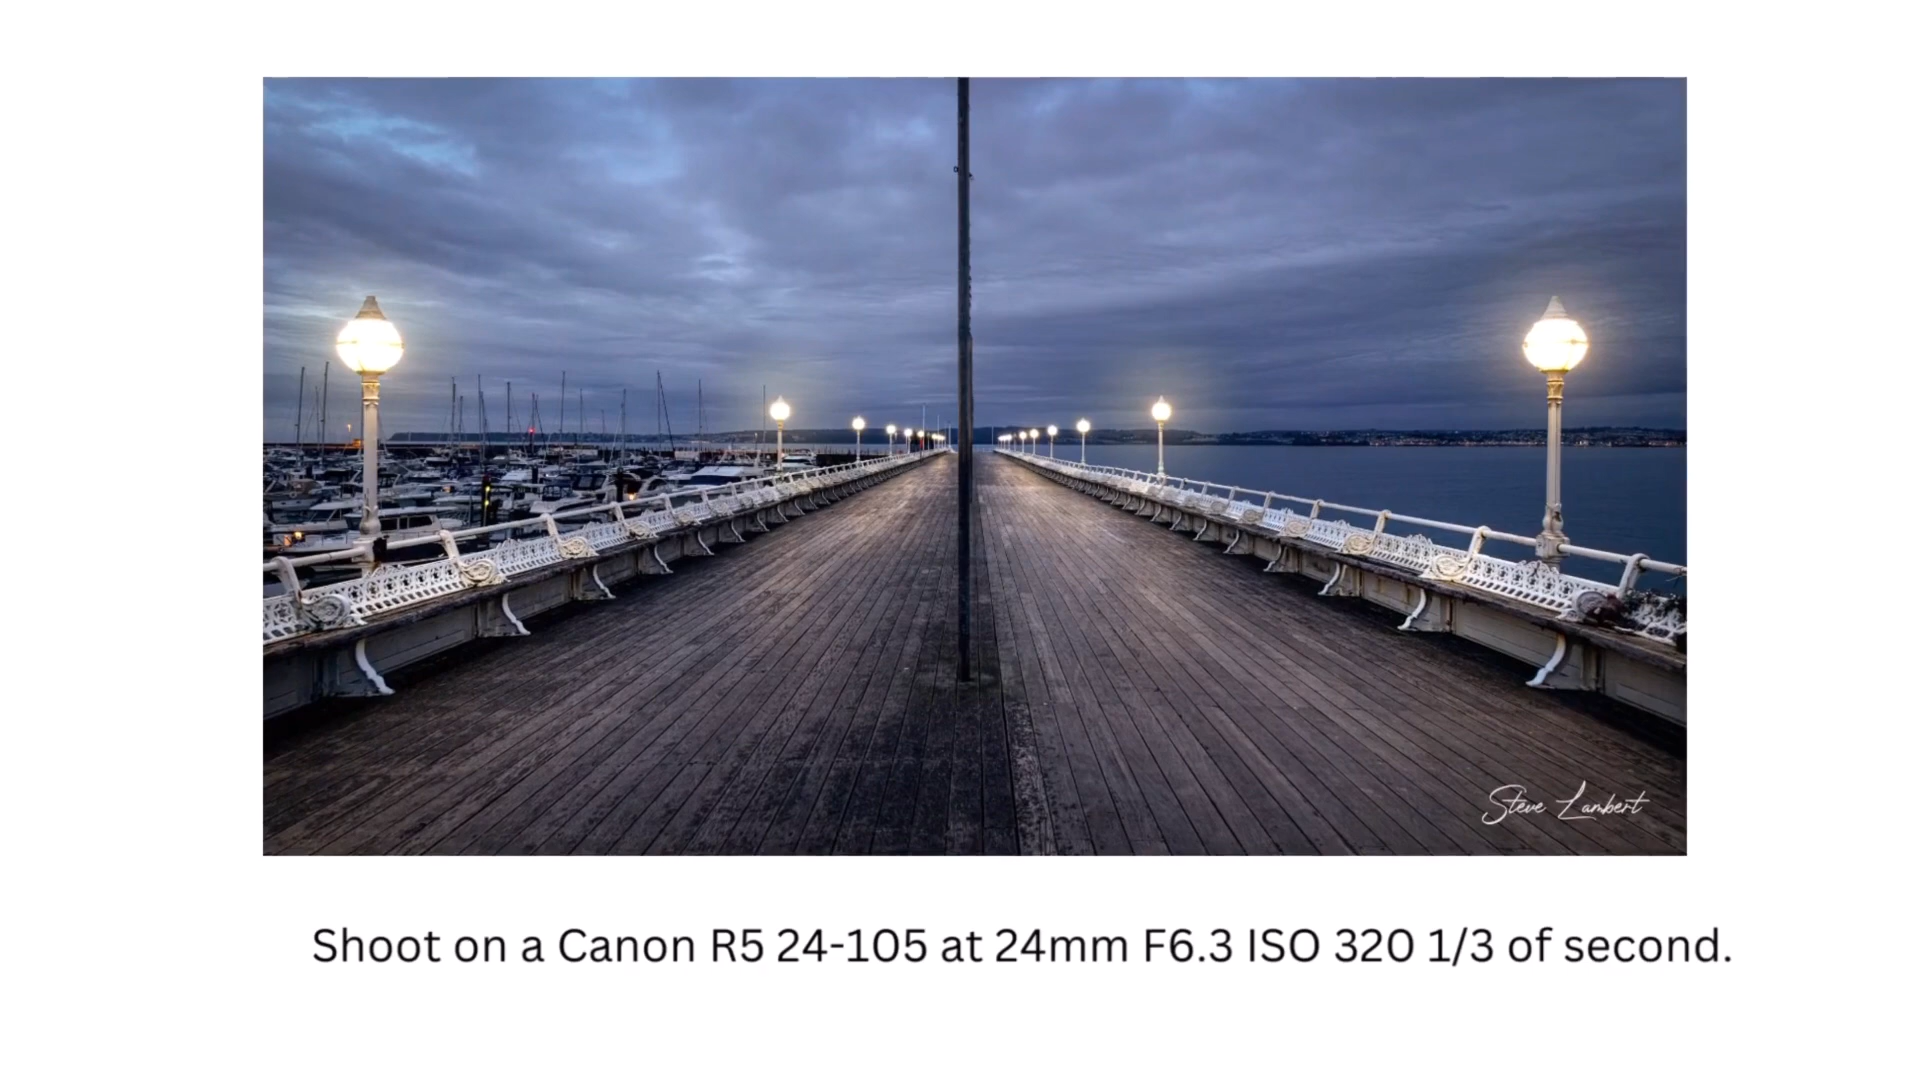 Steve Lambert
Shoot on a Canon R5 24-105 at 24mm F6.3 ISO 320 1/3 of second.